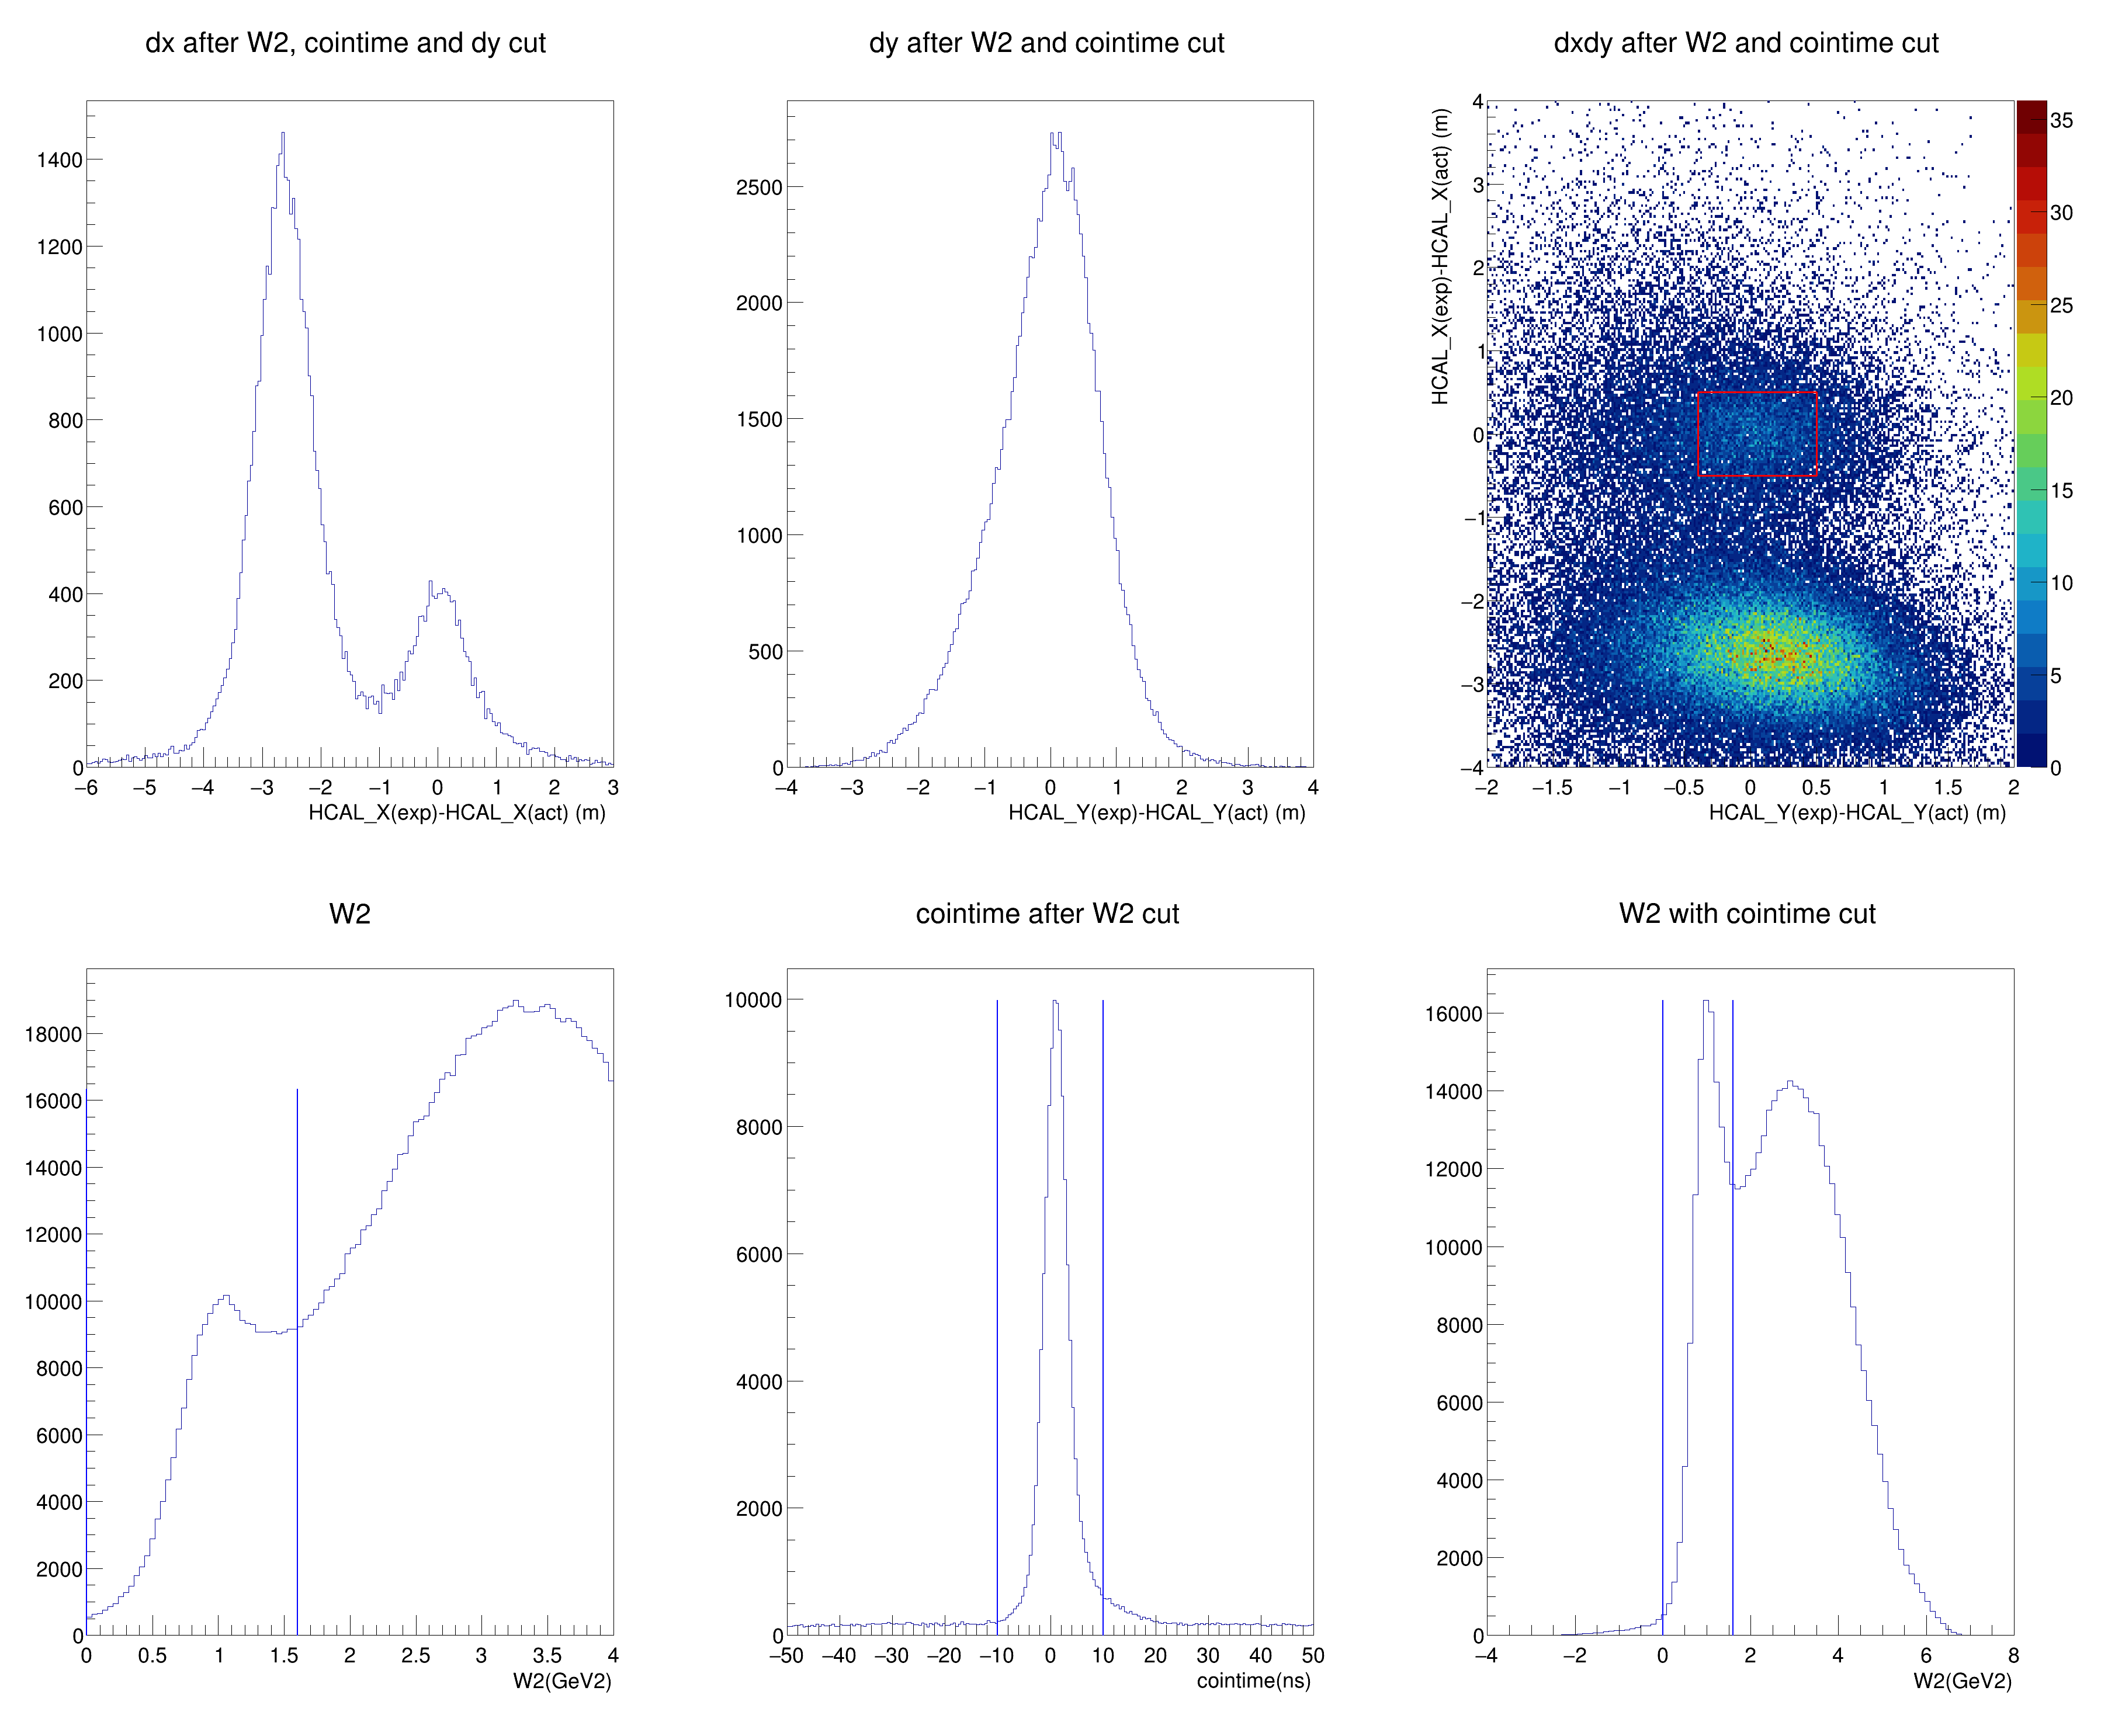 dx after W2, cointime and dy cut
1400
1200
1000
800
600
400
200
0
−6 −5 −4 −3 −2 −1 0 1 2 3
HCAL_X(exp)-HCAL_X(act) (m)
dy after W2 and cointime cut
2500
2000
1500
1000
500
0
−4 −3 −2 −1 0 1 2 3 4
HCAL_Y(exp)-HCAL_Y(act) (m)
dxdy after W2 and cointime cut
HCAL_X(exp)-HCAL_X(act) (m)
4
3
2
1
0
−1
−2
−3
−4
−2 −1.5 −1 −0.5 0 0.5 1 1.5 2
HCAL_Y(exp)-HCAL_Y(act) (m)
35
30
25
20
15
10
5
0
W2
18000
16000
14000
12000
10000
8000
6000
4000
2000
0
0 0.5 1 1.5 2 2.5 3 3.5 4
W2(GeV2)
cointime after W2 cut
10000
8000
6000
4000
2000
0
−50 −40 −30 −20 −10 0 10 20 30 40 50
cointime(ns)
W2 with cointime cut
16000
14000
12000
10000
8000
6000
4000
2000
0
−4 −2 0 2 4 6 8
W2(GeV2)